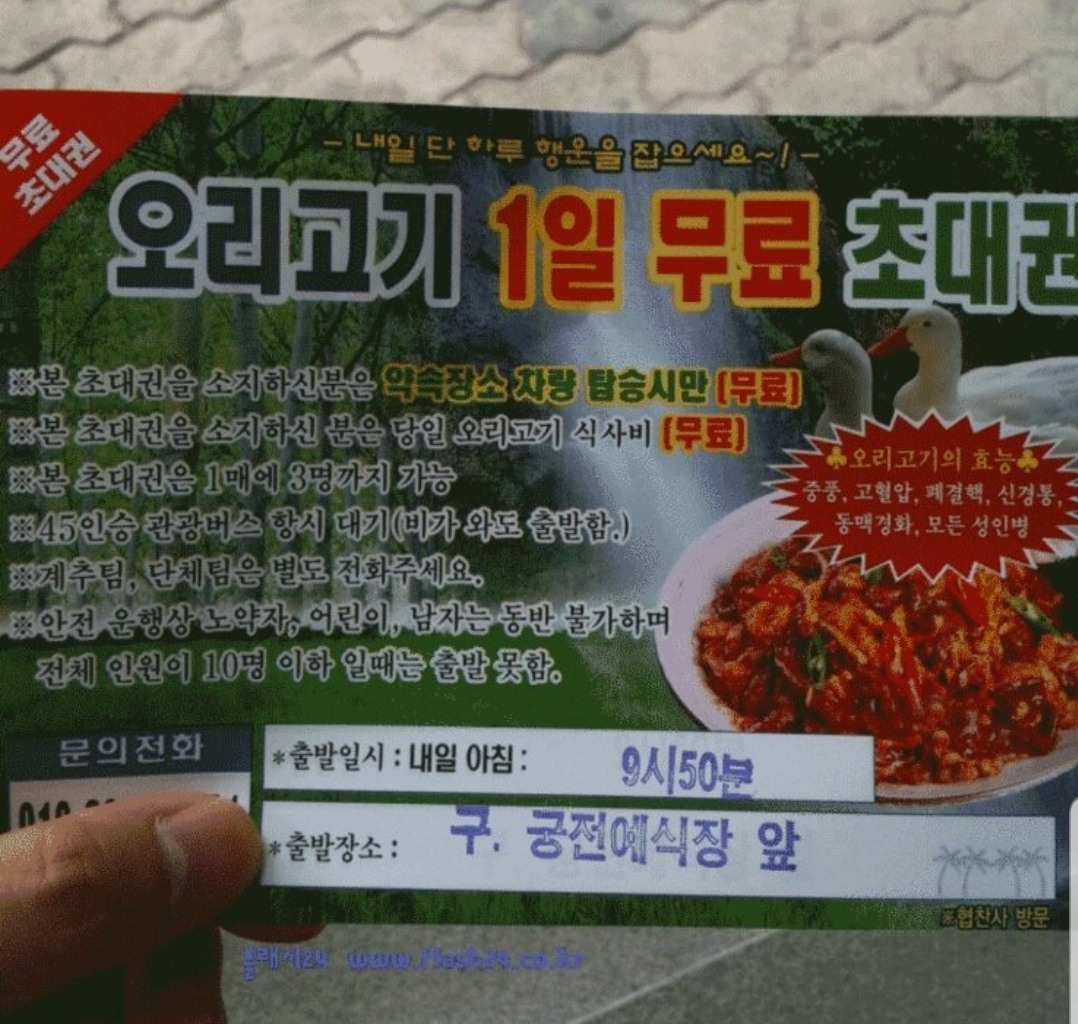 무료
초대권
- 내일 단 하루 행운을 잡으세요~! -
오리고기 1일 무료 초대권
※본 초대권을 소지하신분은 약속장소 차량 탑승시만 (무료)
※본 초대권을 소지하신 분은 당일 오리고기 식사비 (무료)
※본 초대권은 1매에 3명까지 가능
※45인승 관광버스 항시 대기(비가 와도 출발함.)
※계추팀, 단체팀은 별도 전화주세요.
※안전 운행상 노약자, 어린이, 남자는 동반 불가하며
전체 인원이 10명 이하 일때는 출발 못함.
♣오리고기의 효능♣
중풍, 고혈압, 폐결핵, 신경통,
동맥경화, 모든 성인병
문의전화
*출발일시 : 내일 아침 : 9시50분
*출발장소 : 구. 궁전예식장 앞
※협찬사 방문